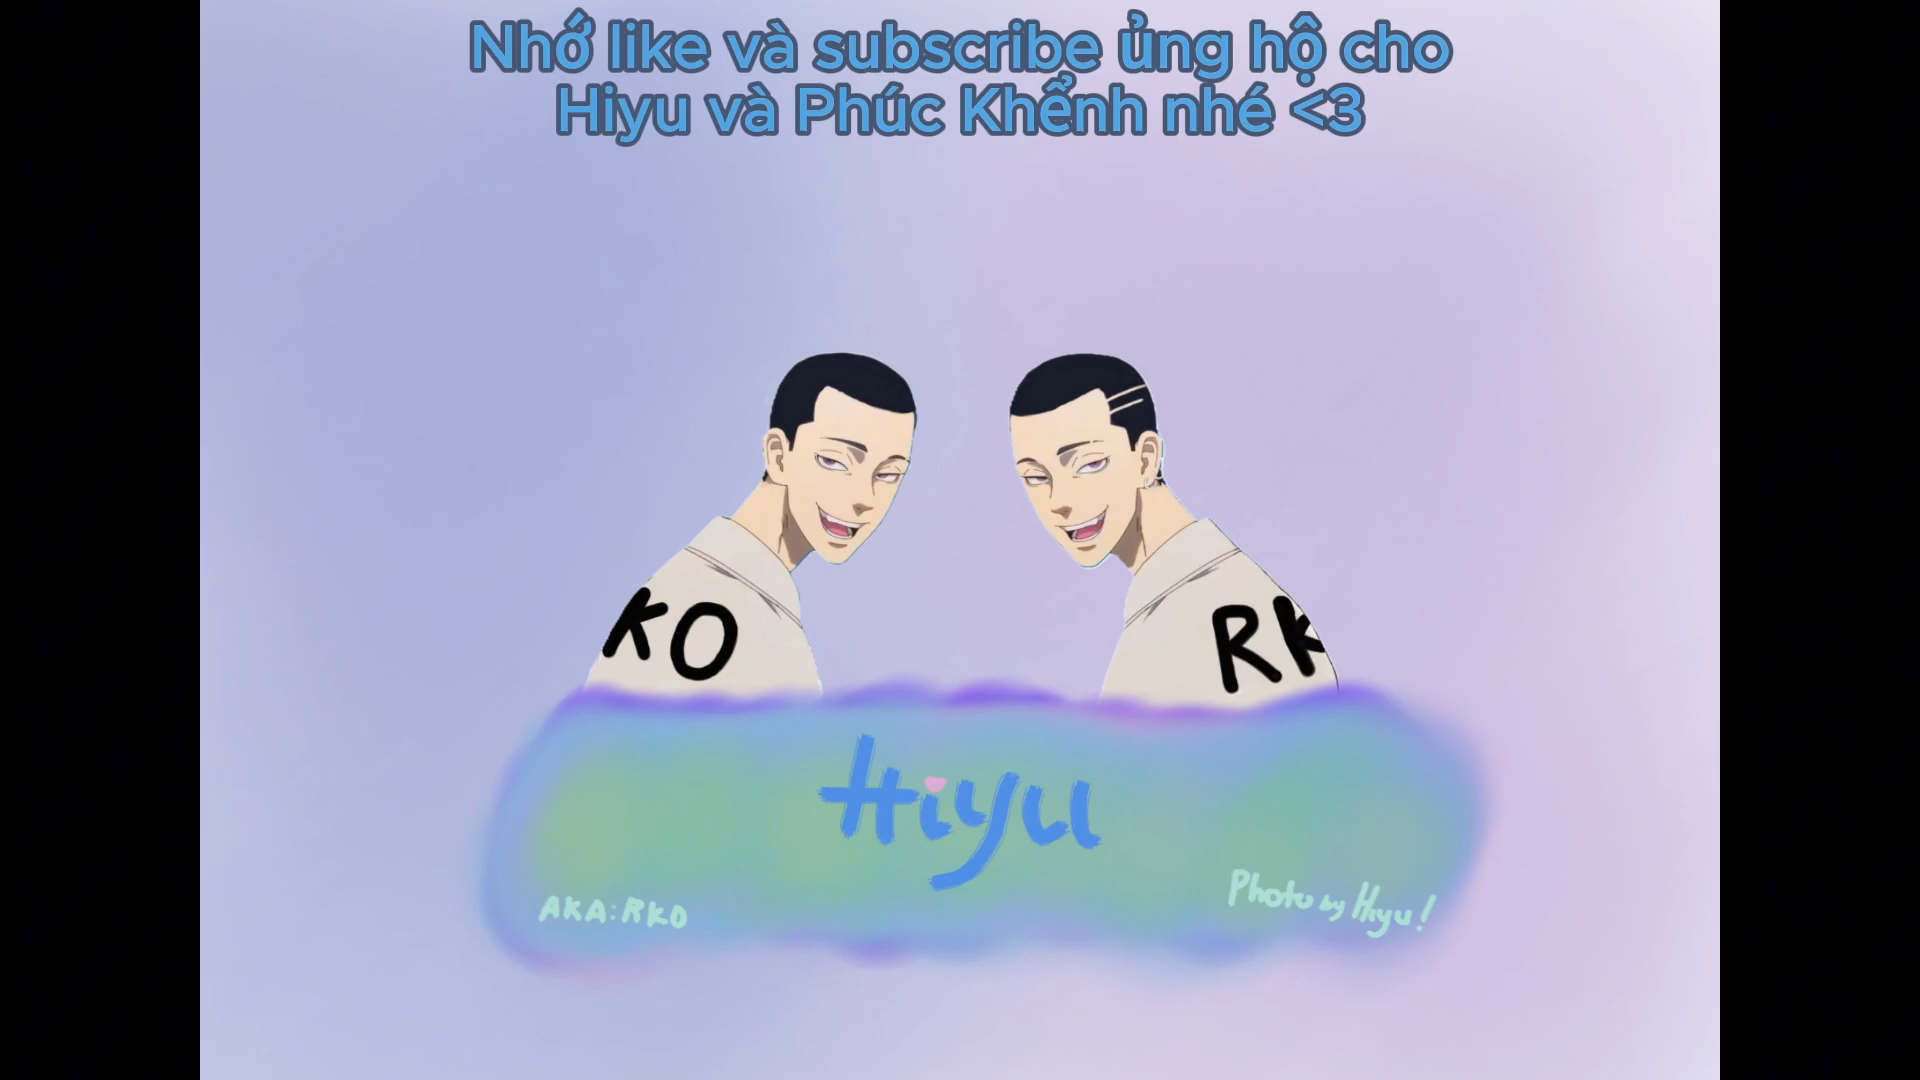 Nhớ like và subscribe ủng hộ cho
Hiyu và Phúc Khểnh nhé <3
KO
RK
Hiyu
AKA:RKO
Photo by Hiyu!